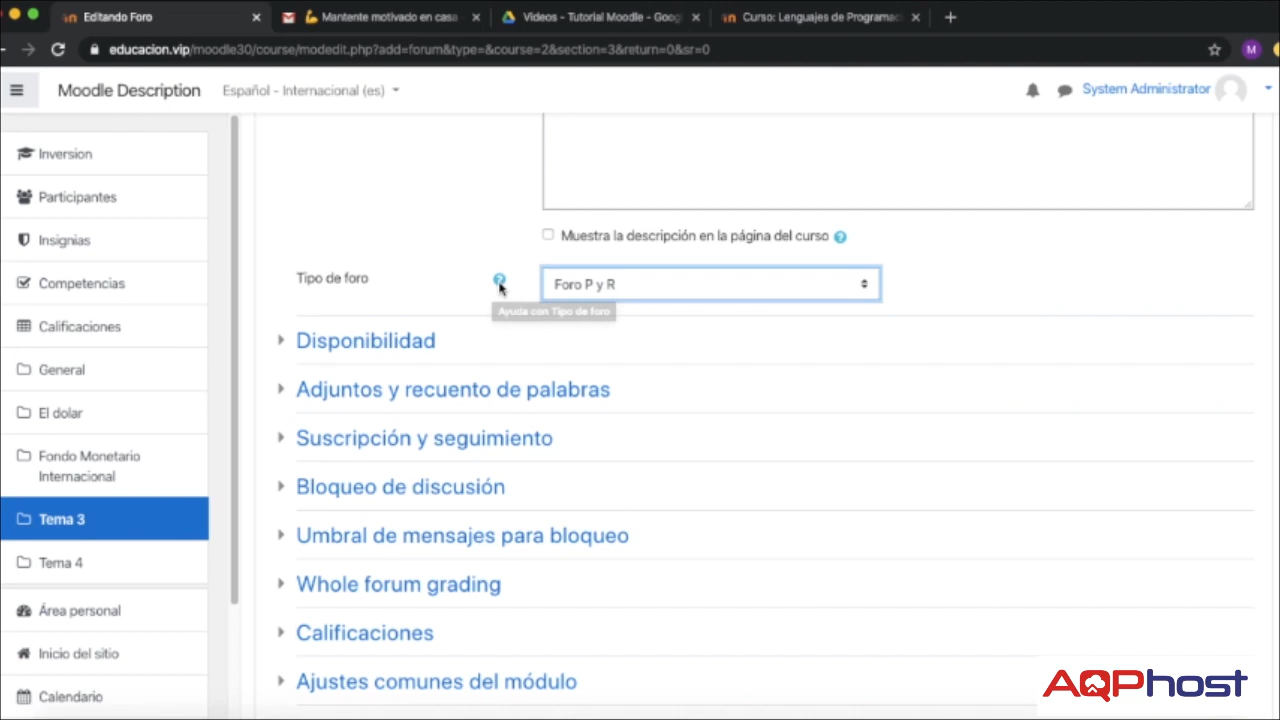 Editando Foro
Mantente motivado en casa
Videos - Tutorial Moodle - Goog
Curso: Lenguajes de Programac
educacion.vip/moodle30/course/modedit.php?add=forum&type=&course=2&section=3&return=0&sr=0
M
Moodle Description
Español - Internacional (es)
System Administrator
Inversion
Participantes
Insignias
Competencias
Calificaciones
General
El dolar
Fondo Monetario
Internacional
Tema 3
Tema 4
Área personal
Inicio del sitio
Calendario
Muestra la descripción en la página del curso
Tipo de foro
Foro P y R
Ayuda con Tipo de foro
Disponibilidad
Adjuntos y recuento de palabras
Suscripción y seguimiento
Bloqueo de discusión
Umbral de mensajes para bloqueo
Whole forum grading
Calificaciones
Ajustes comunes del módulo
AQPhost